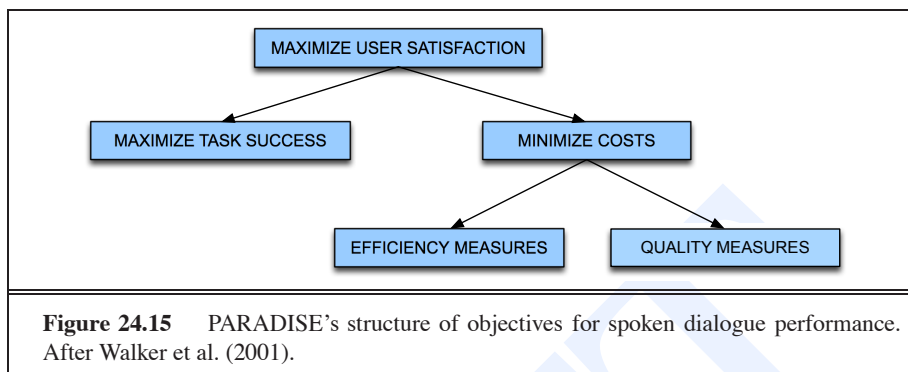 MAXIMIZE USER SATISFACTION
MAXIMIZE TASK SUCCESS
MINIMIZE COSTS
EFFICIENCY MEASURES
QUALITY MEASURES
Figure 24.15 PARADISE's structure of objectives for spoken dialogue performance.
After Walker et al. (2001).